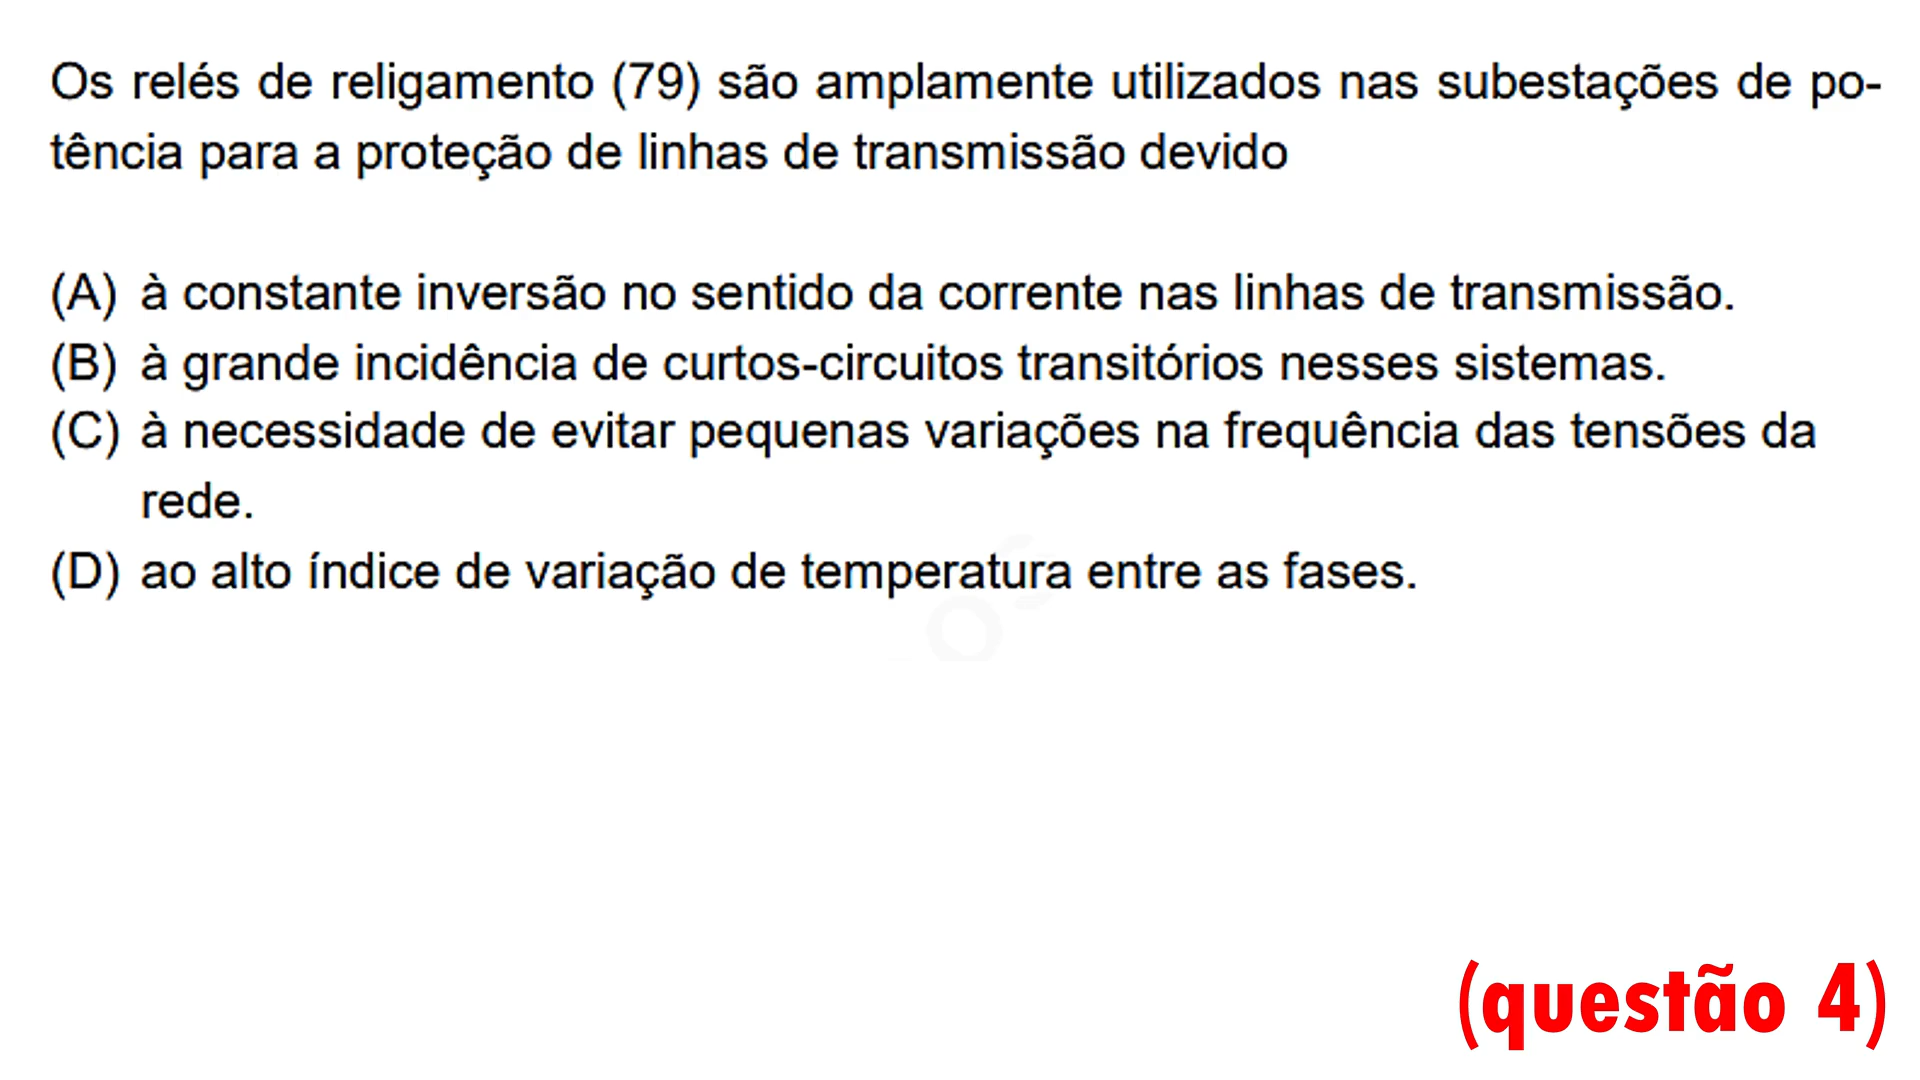 Os relés de religamento (79) são amplamente utilizados nas subestações de po-
tência para a proteção de linhas de transmissão devido
(A) à constante inversão no sentido da corrente nas linhas de transmissão.
(B) à grande incidência de curtos-circuitos transitórios nesses sistemas.
(C) à necessidade de evitar pequenas variações na frequência das tensões da
rede.
(D) ao alto índice de variação de temperatura entre as fases.
(questão 4)